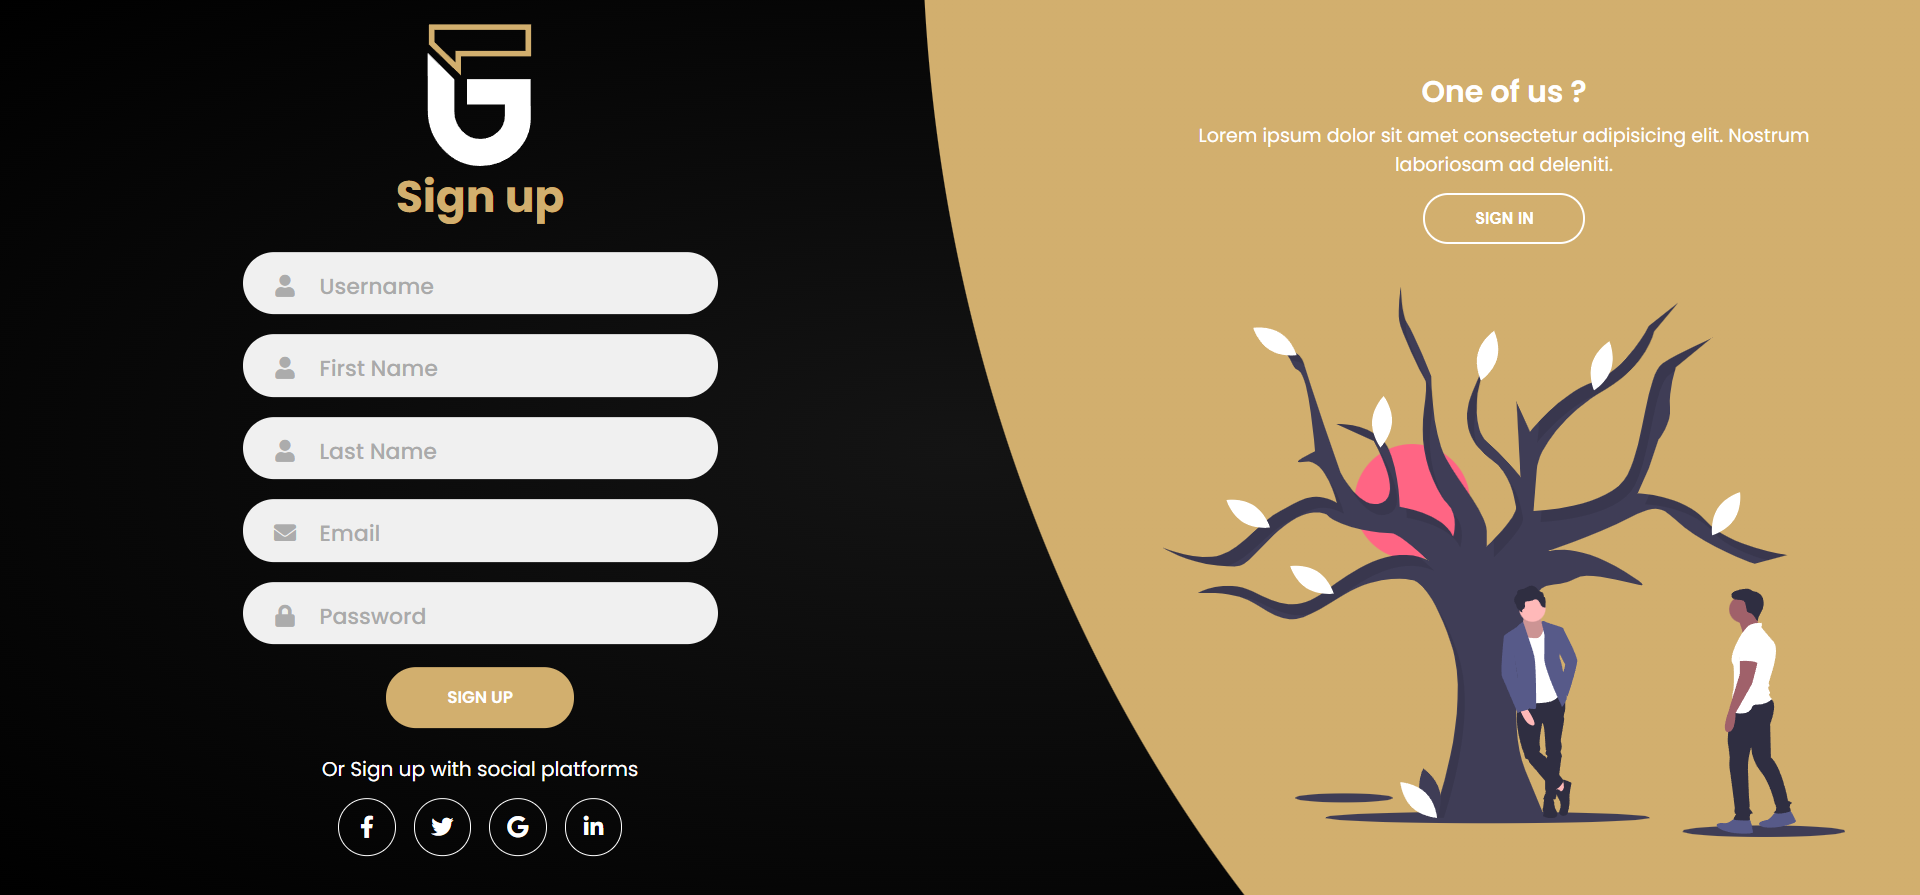 Sign up
Username
First Name
Last Name
Email
Password
SIGN UP
Or Sign up with social platforms
One of us ?
Lorem ipsum dolor sit amet consectetur adipisicing elit. Nostrum
laboriosam ad deleniti.
SIGN IN